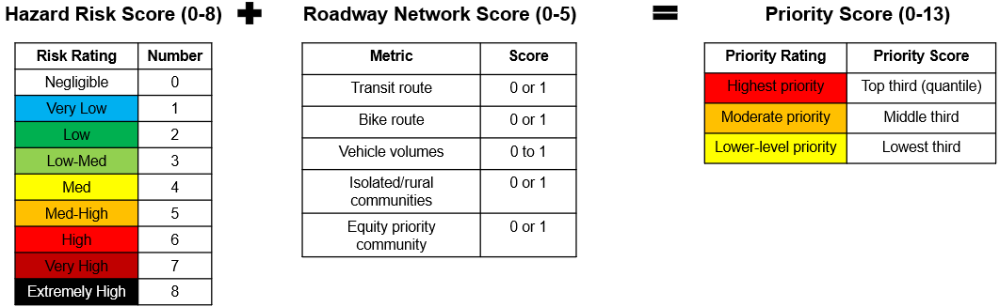 Hazard Risk Score (0-8) + Roadway Network Score (0-5) = Priority Score (0-13)
Risk Rating Number
Negligible 0
Very Low 1
Low 2
Low-Med 3
Med 4
Med-High 5
High 6
Very High 7
Extremely High 8
Metric Score
Transit route 0 or 1
Bike route 0 or 1
Vehicle volumes 0 to 1
Isolated/rural 0 or 1
communities
Equity priority 0 or 1
community
Priority Rating Priority Score
Highest priority Top third (quantile)
Moderate priority Middle third
Lower-level priority Lowest third